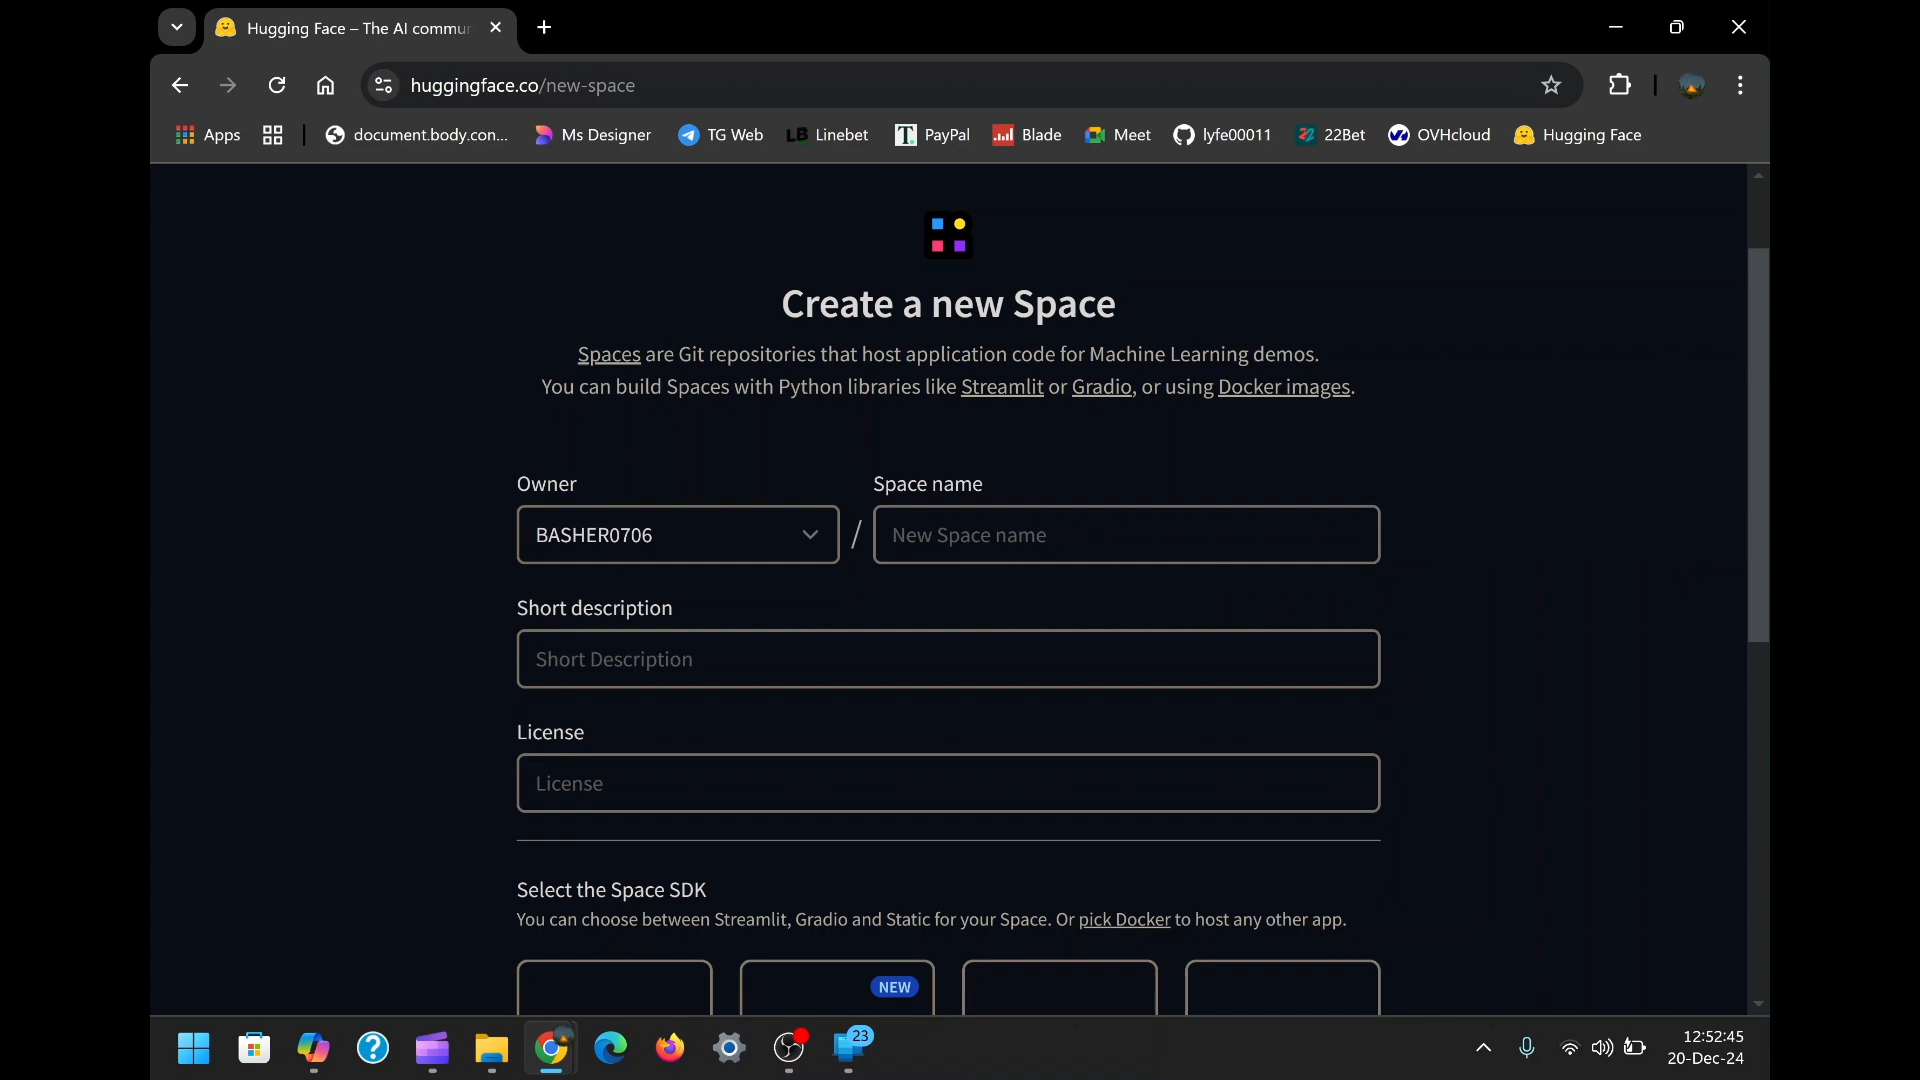 Hugging Face – The AI commun
huggingface.co/new-space
Apps
document.body.con...
Ms Designer
TG Web
LB Linebet
T PayPal
Blade
Meet
lyfe00011
22 22Bet
OVHcloud
Hugging Face
Create a new Space
Spaces are Git repositories that host application code for Machine Learning demos.
You can build Spaces with Python libraries like Streamlit or Gradio, or using Docker images.
Owner
Space name
BASHER0706
/
New Space name
Short description
Short Description
License
License
Select the Space SDK
You can choose between Streamlit, Gradio and Static for your Space. Or pick Docker to host any other app.
NEW
23
12:52:45
20-Dec-24